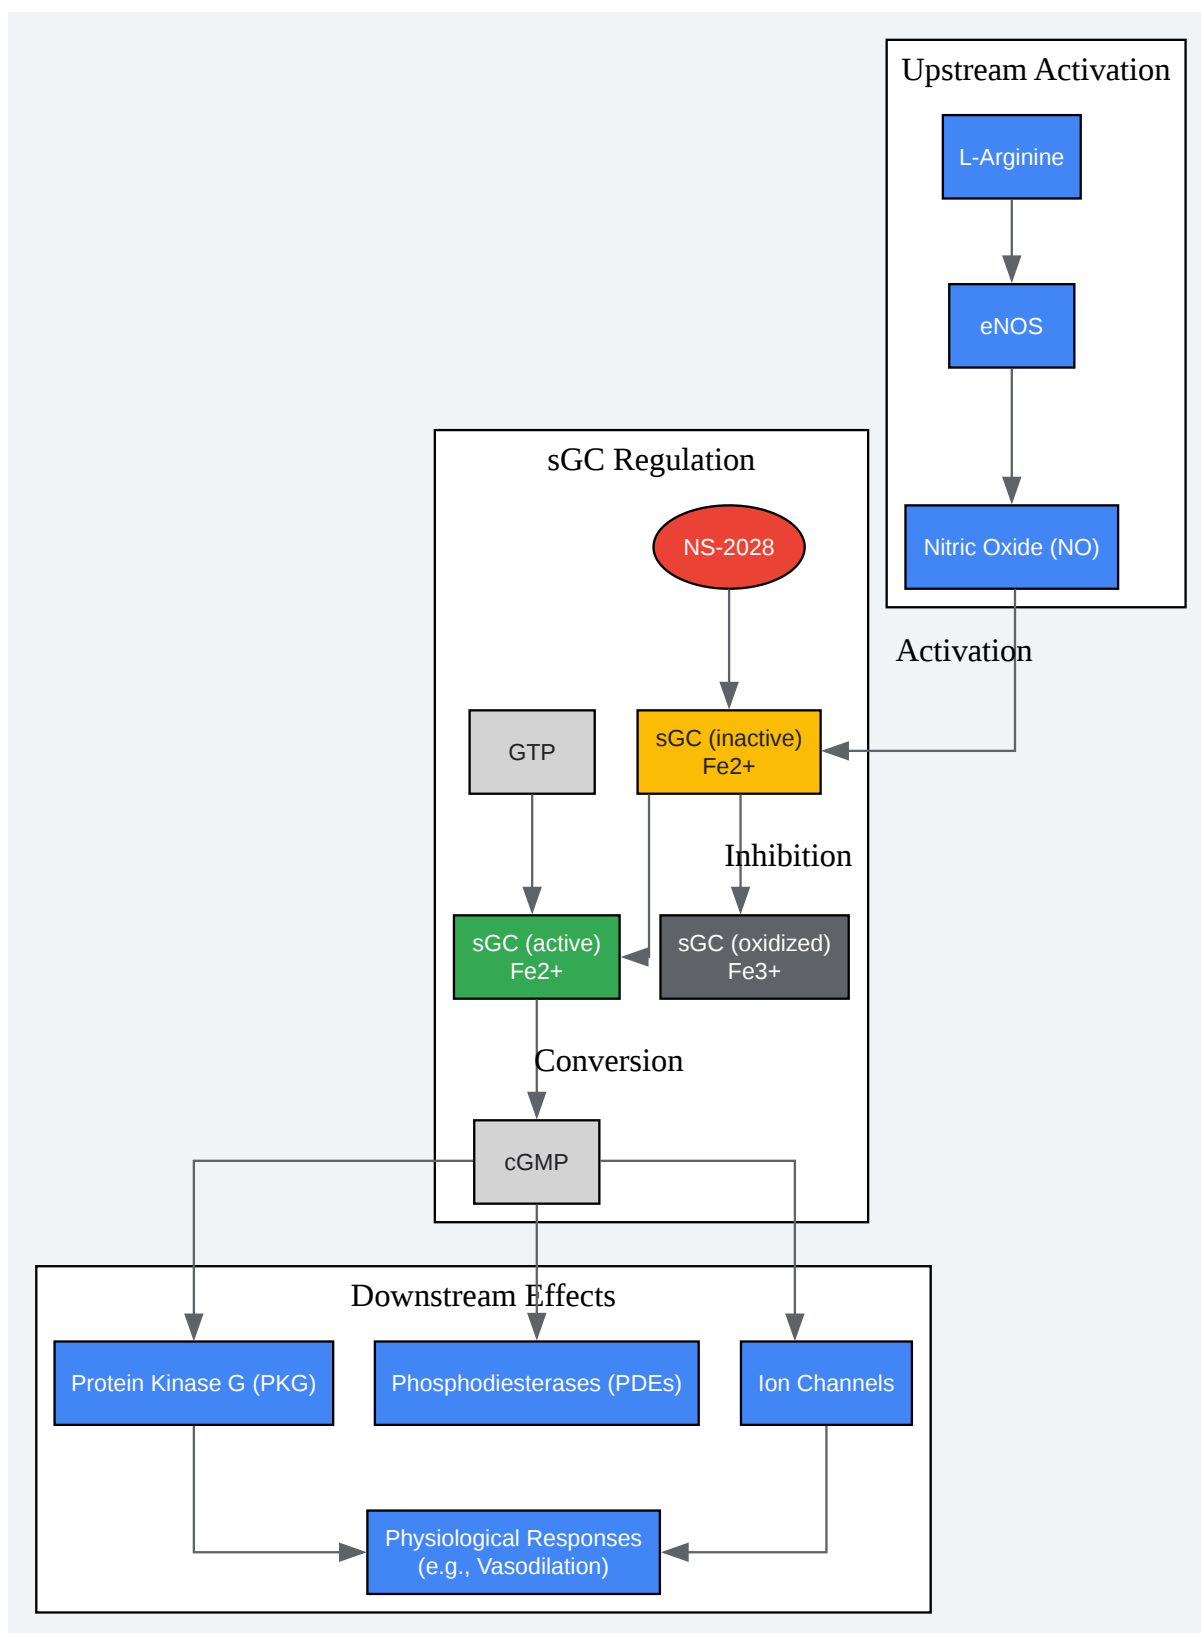 Upstream Activation
L-Arginine
eNOS
Nitric Oxide (NO)
Activation
sGC Regulation
NS-2028
GTP
sGC (inactive)
Fe2+
Inhibition
sGC (active)
Fe2+
sGC (oxidized)
Fe3+
Conversion
cGMP
Downstream Effects
Protein Kinase G (PKG)
Phosphodiesterases (PDEs)
Ion Channels
Physiological Responses
(e.g., Vasodilation)